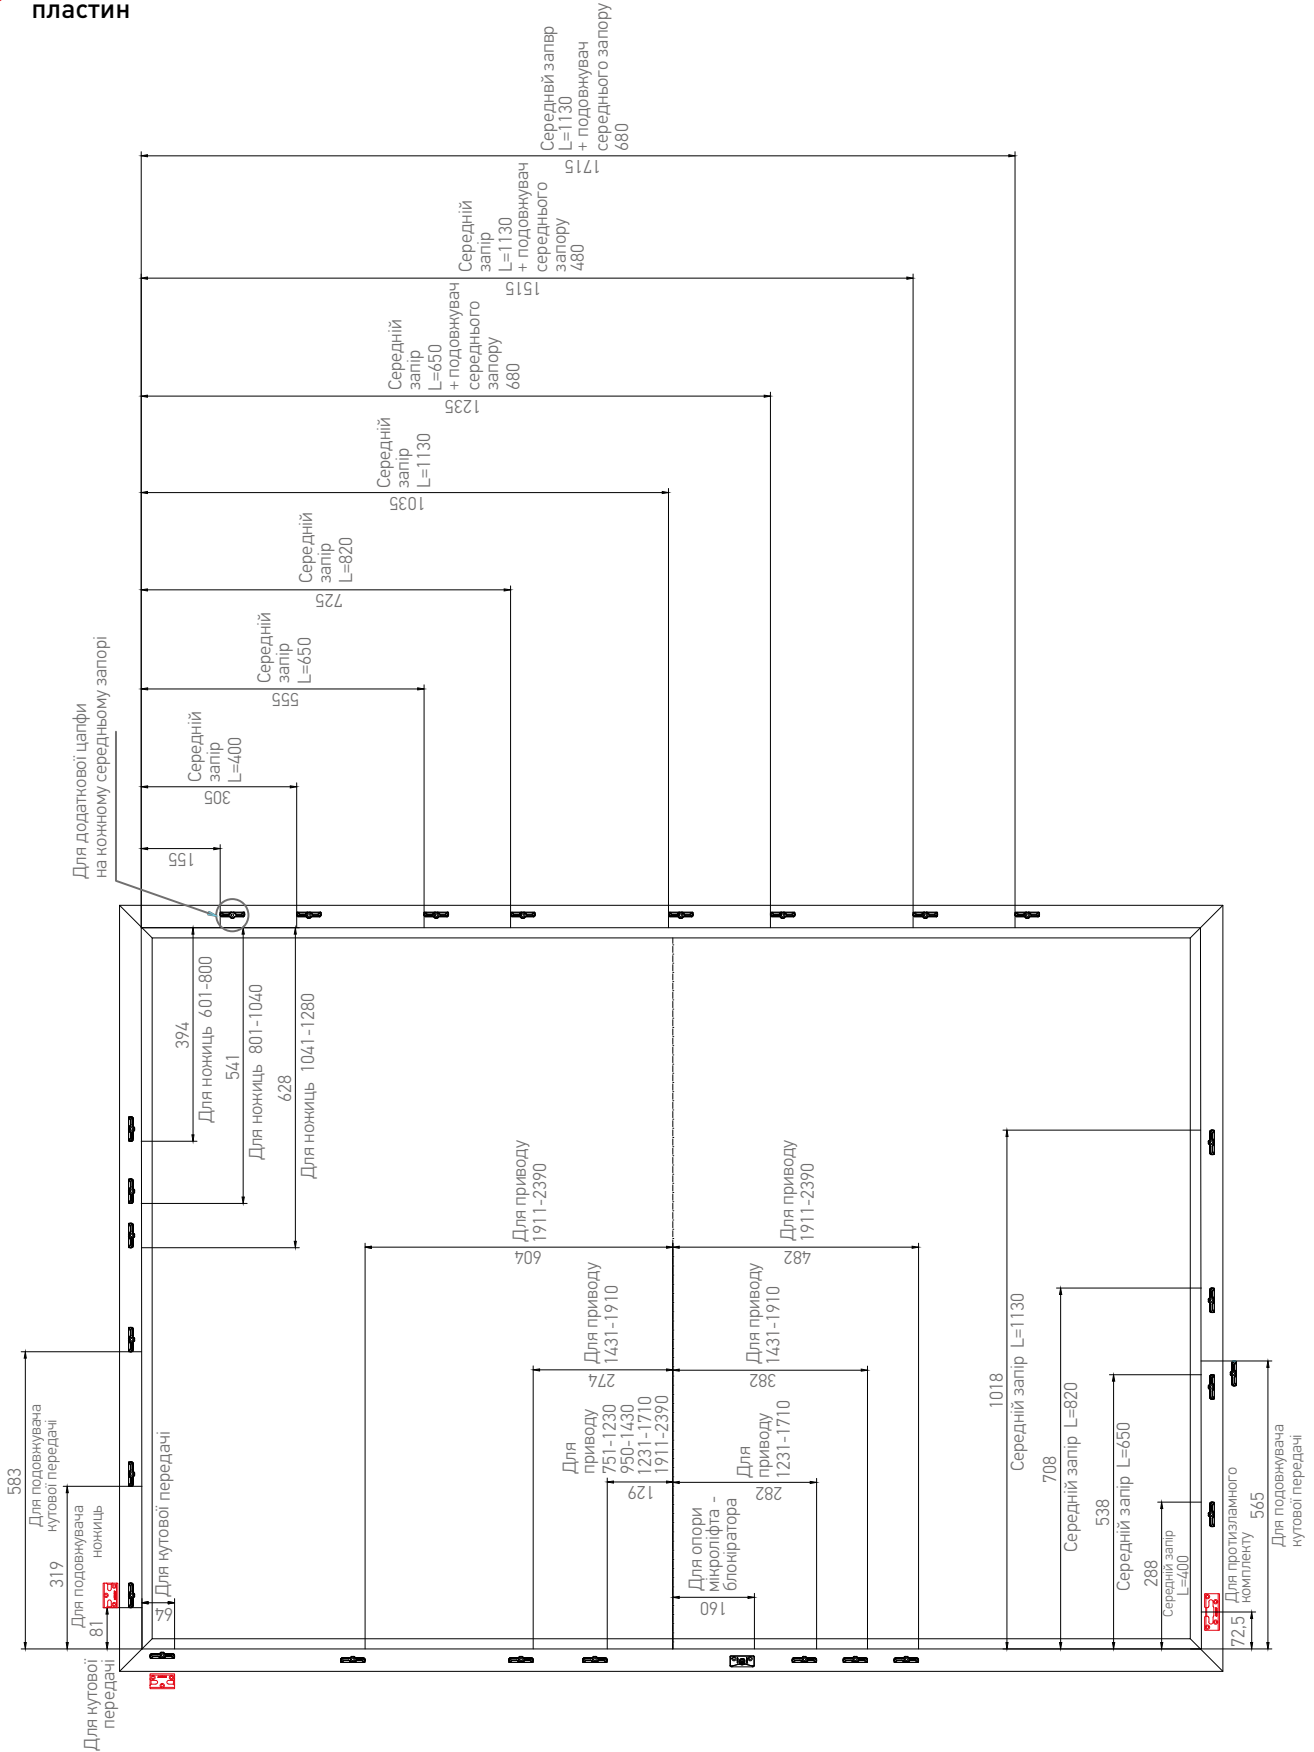 пластин
Середнвй запвр
L=1130
+ подовжувач
середнього запору
680
1715
Середній
запір
L=1130
+ подовжувач
середнього
запору
480
1515
Середній
запір
L=650
+ подовжувач
середнього
запору
680
1235
Середній
запір
L=1130
1035
Середній
запір
L=820
725
Середній
запір
L=650
555
Середній
запір
L=400
305
155
Для додаткової цапфи
на кожному середньому запорі
394
Для ножиць 601-800
541
Для ножиць 801-1040
628
Для ножиць 1041-1280
583
Для подовжувача
кутової передачі
319
Для подовжувача
ножиць
81
Для кутової
передачі
Для кутової передачі
64
Для приводу
1911-2390
604
Для приводу
1431-1910
274
Для
приводу
751-1230
950-1430
1231-1710
1911-2390
129
Для приводу
1911-2390
482
Для приводу
1431-1910
382
Для
приводу
1231-1710
282
Для опори
мікроліфта -
блокіратора
160
1018
Середній запір L=1130
708
Середній запір L=820
538
Середній запір L=650
288
Середній запір
L=400
72,5
Для протизламного
комплекту
565
Для подовжувача
кутової передачі